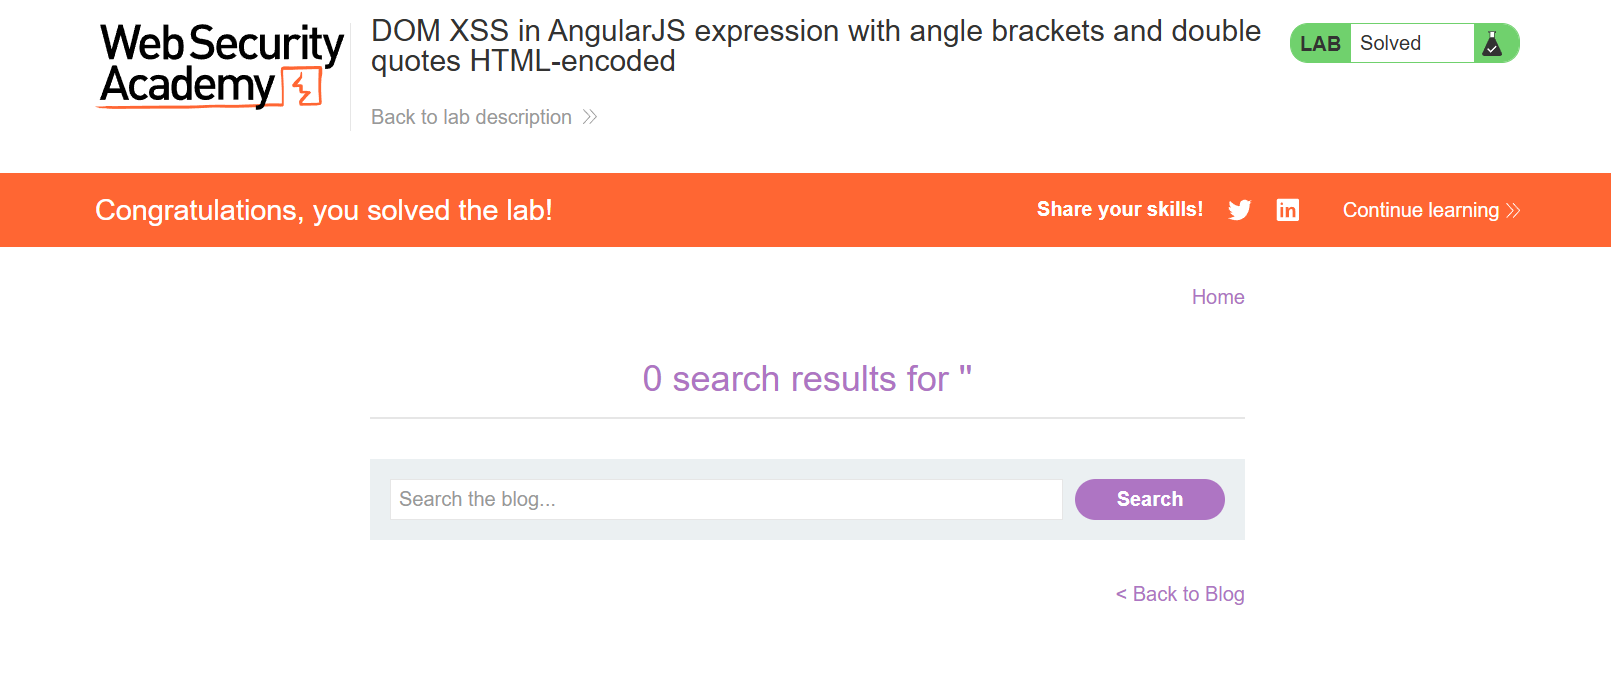 Web Security
Academy
DOM XSS in AngularJS expression with angle brackets and double
quotes HTML-encoded
LAB Solved
Back to lab description
Congratulations, you solved the lab!
Share your skills!
Continue learning
Home
0 search results for ''
Search the blog...
Search
< Back to Blog